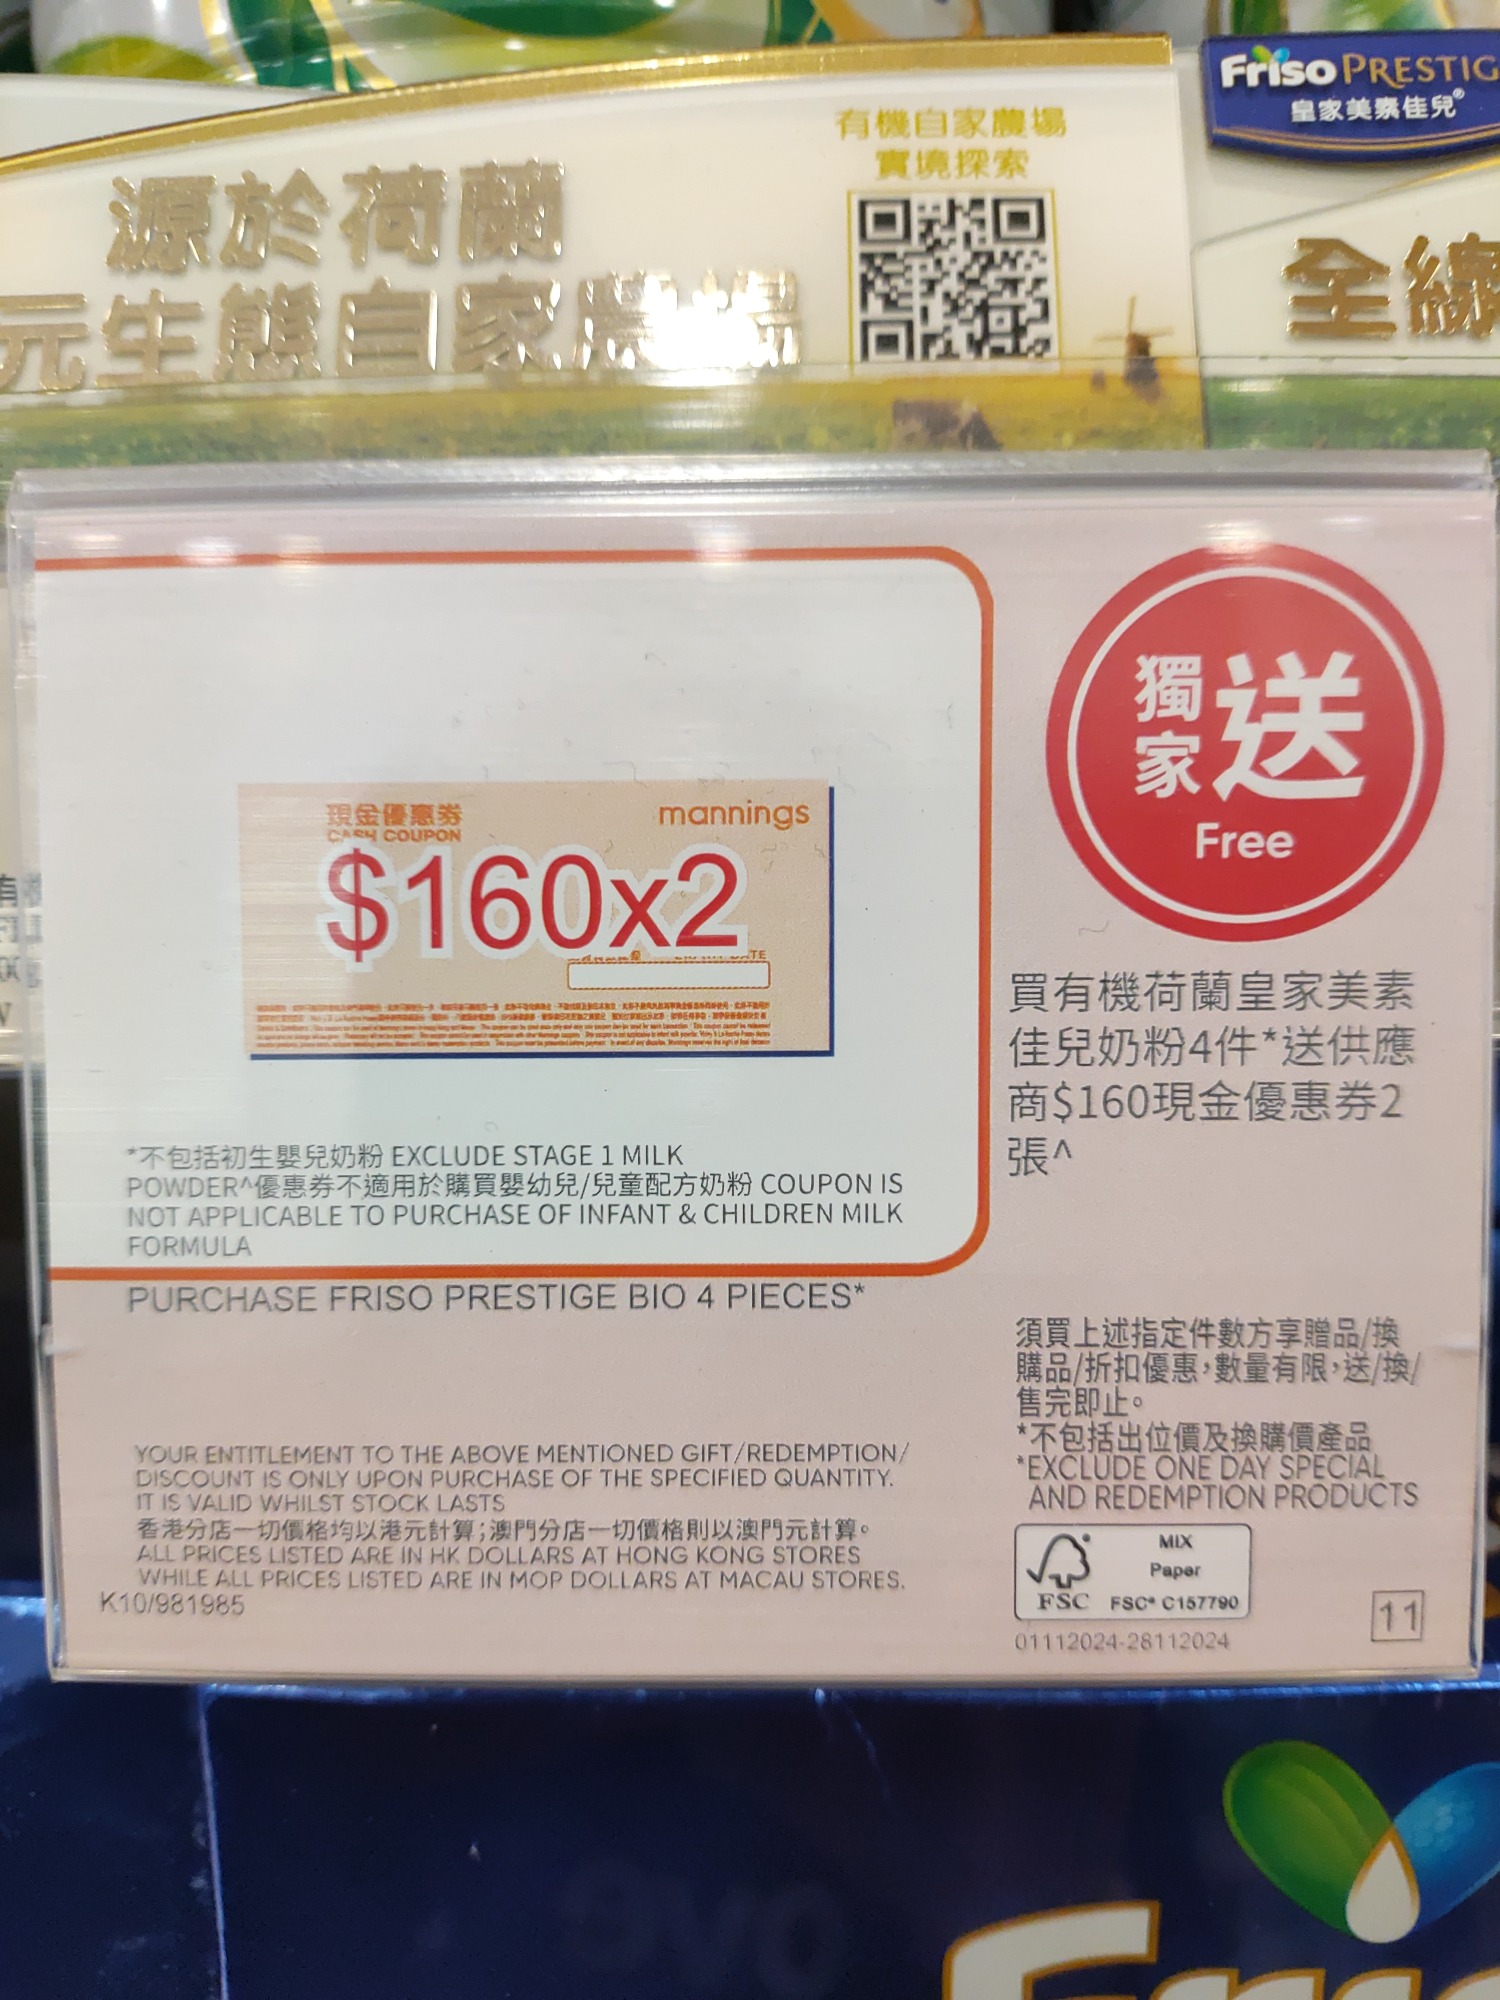 Friso PRESTIG
皇家美素佳兒®
有機自家農場
實境探索
源於荷蘭
元生態自家農場
全線
獨家送
Free
現金優惠券
CASH COUPON
mannings
$160x2
買有機荷蘭皇家美素
佳兒奶粉4件*送供應
商$160現金優惠券2
張^
*不包括初生嬰兒奶粉 EXCLUDE STAGE 1 MILK
POWDER^優惠券不適用於購買嬰幼兒/兒童配方奶粉 COUPON IS
NOT APPLICABLE TO PURCHASE OF INFANT & CHILDREN MILK
FORMULA
PURCHASE FRISO PRESTIGE BIO 4 PIECES*
須買上述指定件數方享贈品/換
購品/折扣優惠，數量有限，送/換/
售完即止。
*不包括出位價及換購價產品
*EXCLUDE ONE DAY SPECIAL
AND REDEMPTION PRODUCTS
YOUR ENTITLEMENT TO THE ABOVE MENTIONED GIFT/REDEMPTION/
DISCOUNT IS ONLY UPON PURCHASE OF THE SPECIFIED QUANTITY.
IT IS VALID WHILST STOCK LASTS
香港分店一切價格均以港元計算；澳門分店一切價格則以澳門元計算。
ALL PRICES LISTED ARE IN HK DOLLARS AT HONG KONG STORES
WHILE ALL PRICES LISTED ARE IN MOP DOLLARS AT MACAU STORES.
K10/981985
MIX
Paper
FSC
FSC® C157790
01112024-28112024
11